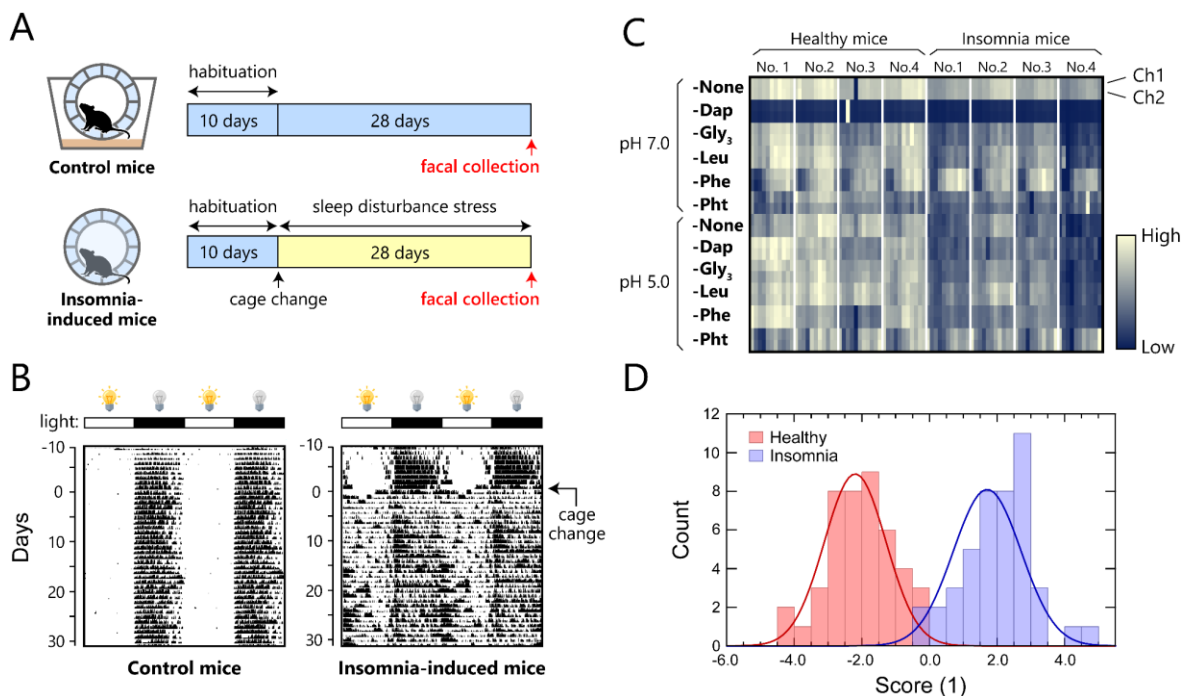 A
habituation
10 days
28 days
Control mice
facal collection
habituation
sleep disturbance stress
10 days
28 days
cage change
facal collection
Insomnia-
induced mice
B
light:
-10
0
10
20
30
Days
Control mice
-10
0
10
20
30
cage
change
Insomnia-induced mice
C
Healthy mice
Insomnia mice
No. 1
No.2
No.3
No.4
No.1
No.2
No.3
No.4
Ch1
Ch2
pH 7.0
-None
-Dap
-Gly3
-Leu
-Phe
-Pht
pH 5.0
-None
-Dap
-Gly3
-Leu
-Phe
-Pht
High
Low
D
12
10
8
6
4
2
0
Count
Healthy
Insomnia
-6.0
-4.0
-2.0
0.0
2.0
4.0
Score (1)